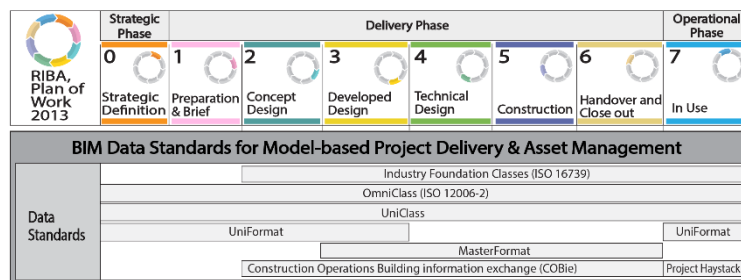 Strategic Phase
Delivery Phase
Operational Phase
RIBA,
Plan of
Work
2013
0
Strategic
Definition
1
Preparation
& Brief
2
Concept
Design
3
Developed
Design
4
Technical
Design
5
Construction
6
Handover and
Close out
7
In Use
BIM Data Standards for Model-based Project Delivery & Asset Management
Data
Standards
Industry Foundation Classes (ISO 16739)
OmniClass (ISO 12006-2)
UniClass
UniFormat
UniFormat
MasterFormat
Construction Operations Building information exchange (COBie)
Project Haystack